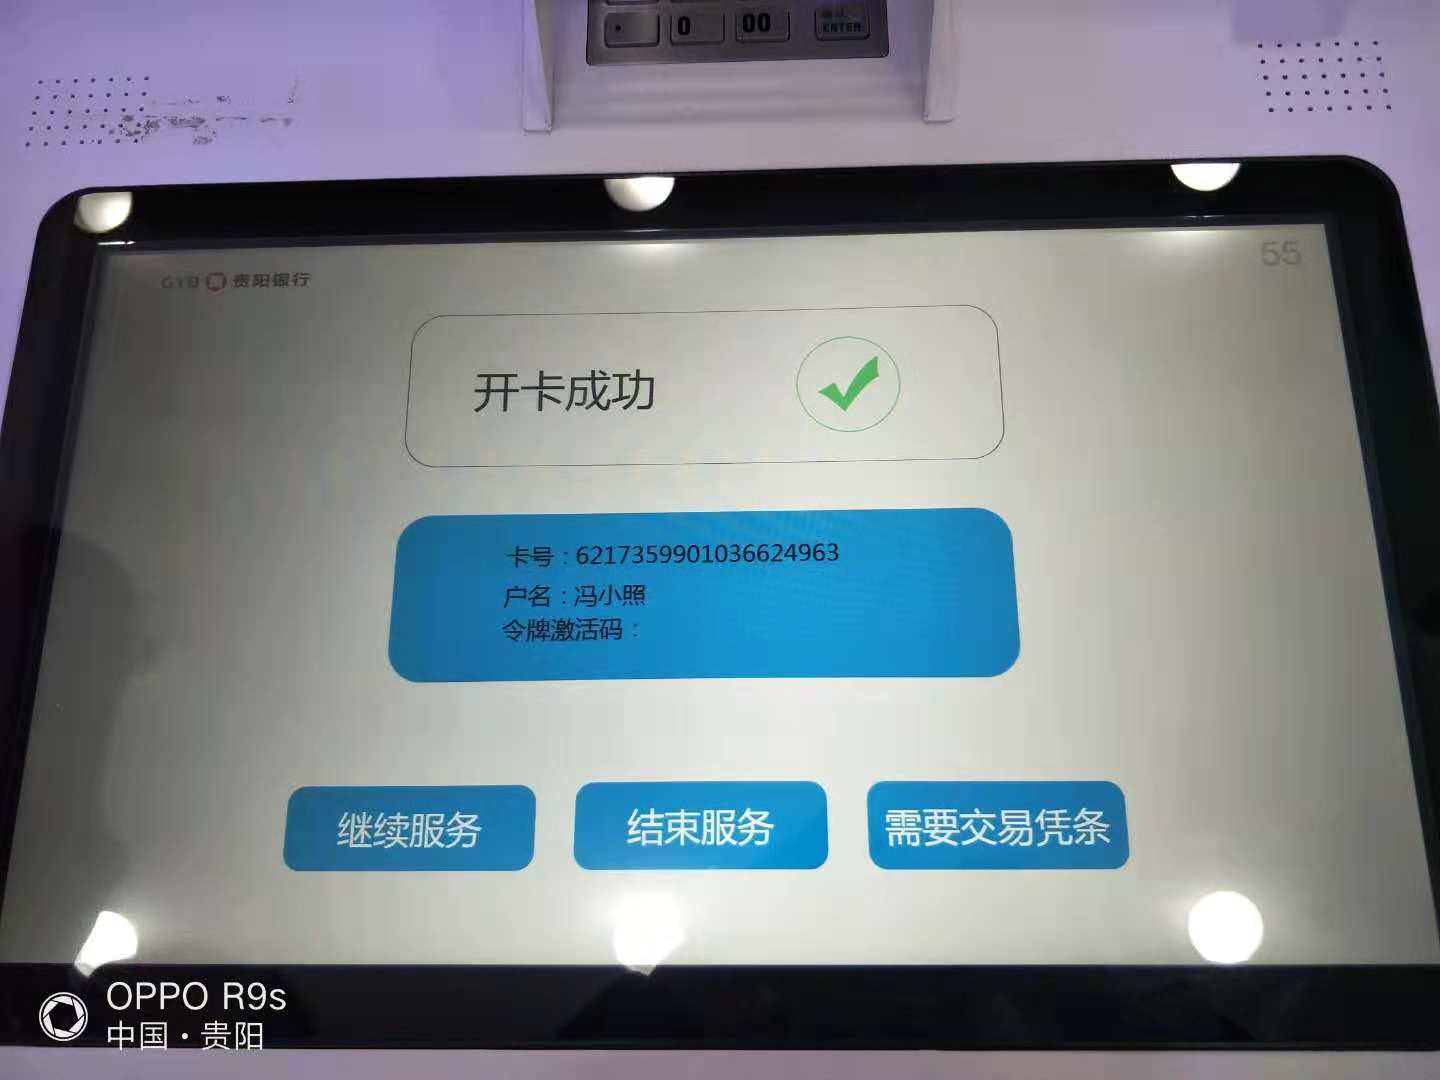 0
00
ENTER
55
GYB 贵阳银行
开卡成功
卡号：6217359901036624963
户名：冯小照
令牌激活码：
继续服务
结束服务
需要交易凭条
OPPO R9s
中国·贵阳